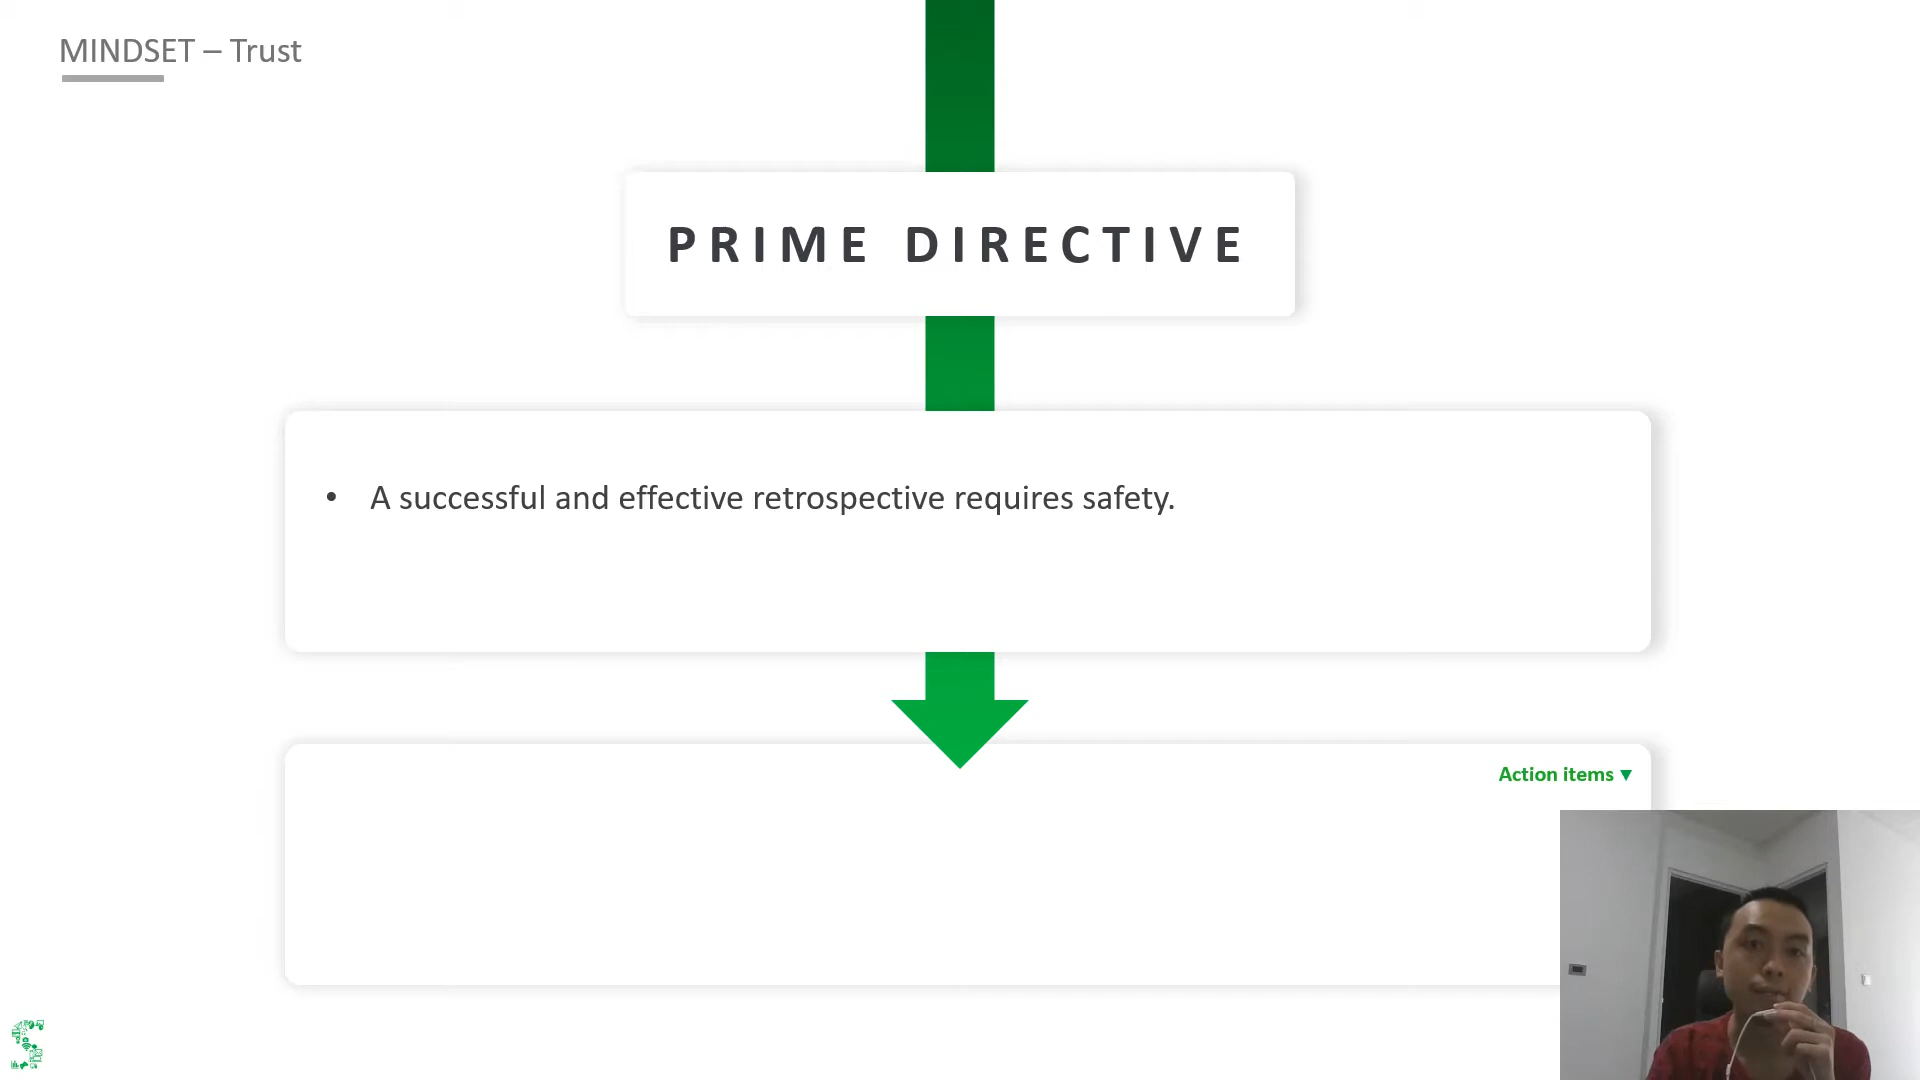 MINDSET – Trust
PRIME DIRECTIVE
• A successful and effective retrospective requires safety.
Action items ▼